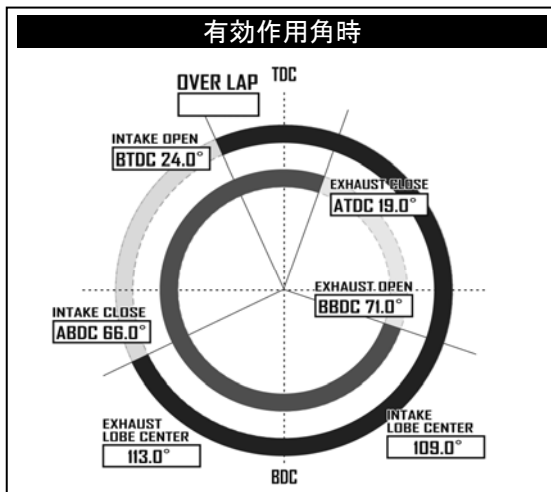 有効作用角時
OVER LAP
TDC
INTAKE OPEN
BTDC 24.0°
EXHAUST CLOSE
ATDC 19.0°
EXHAUST OPEN
BBDC 71.0°
INTAKE CLOSE
ABDC 66.0°
EXHAUST
LOBE CENTER
113.0°
INTAKE
LOBE CENTER
109.0°
BDC